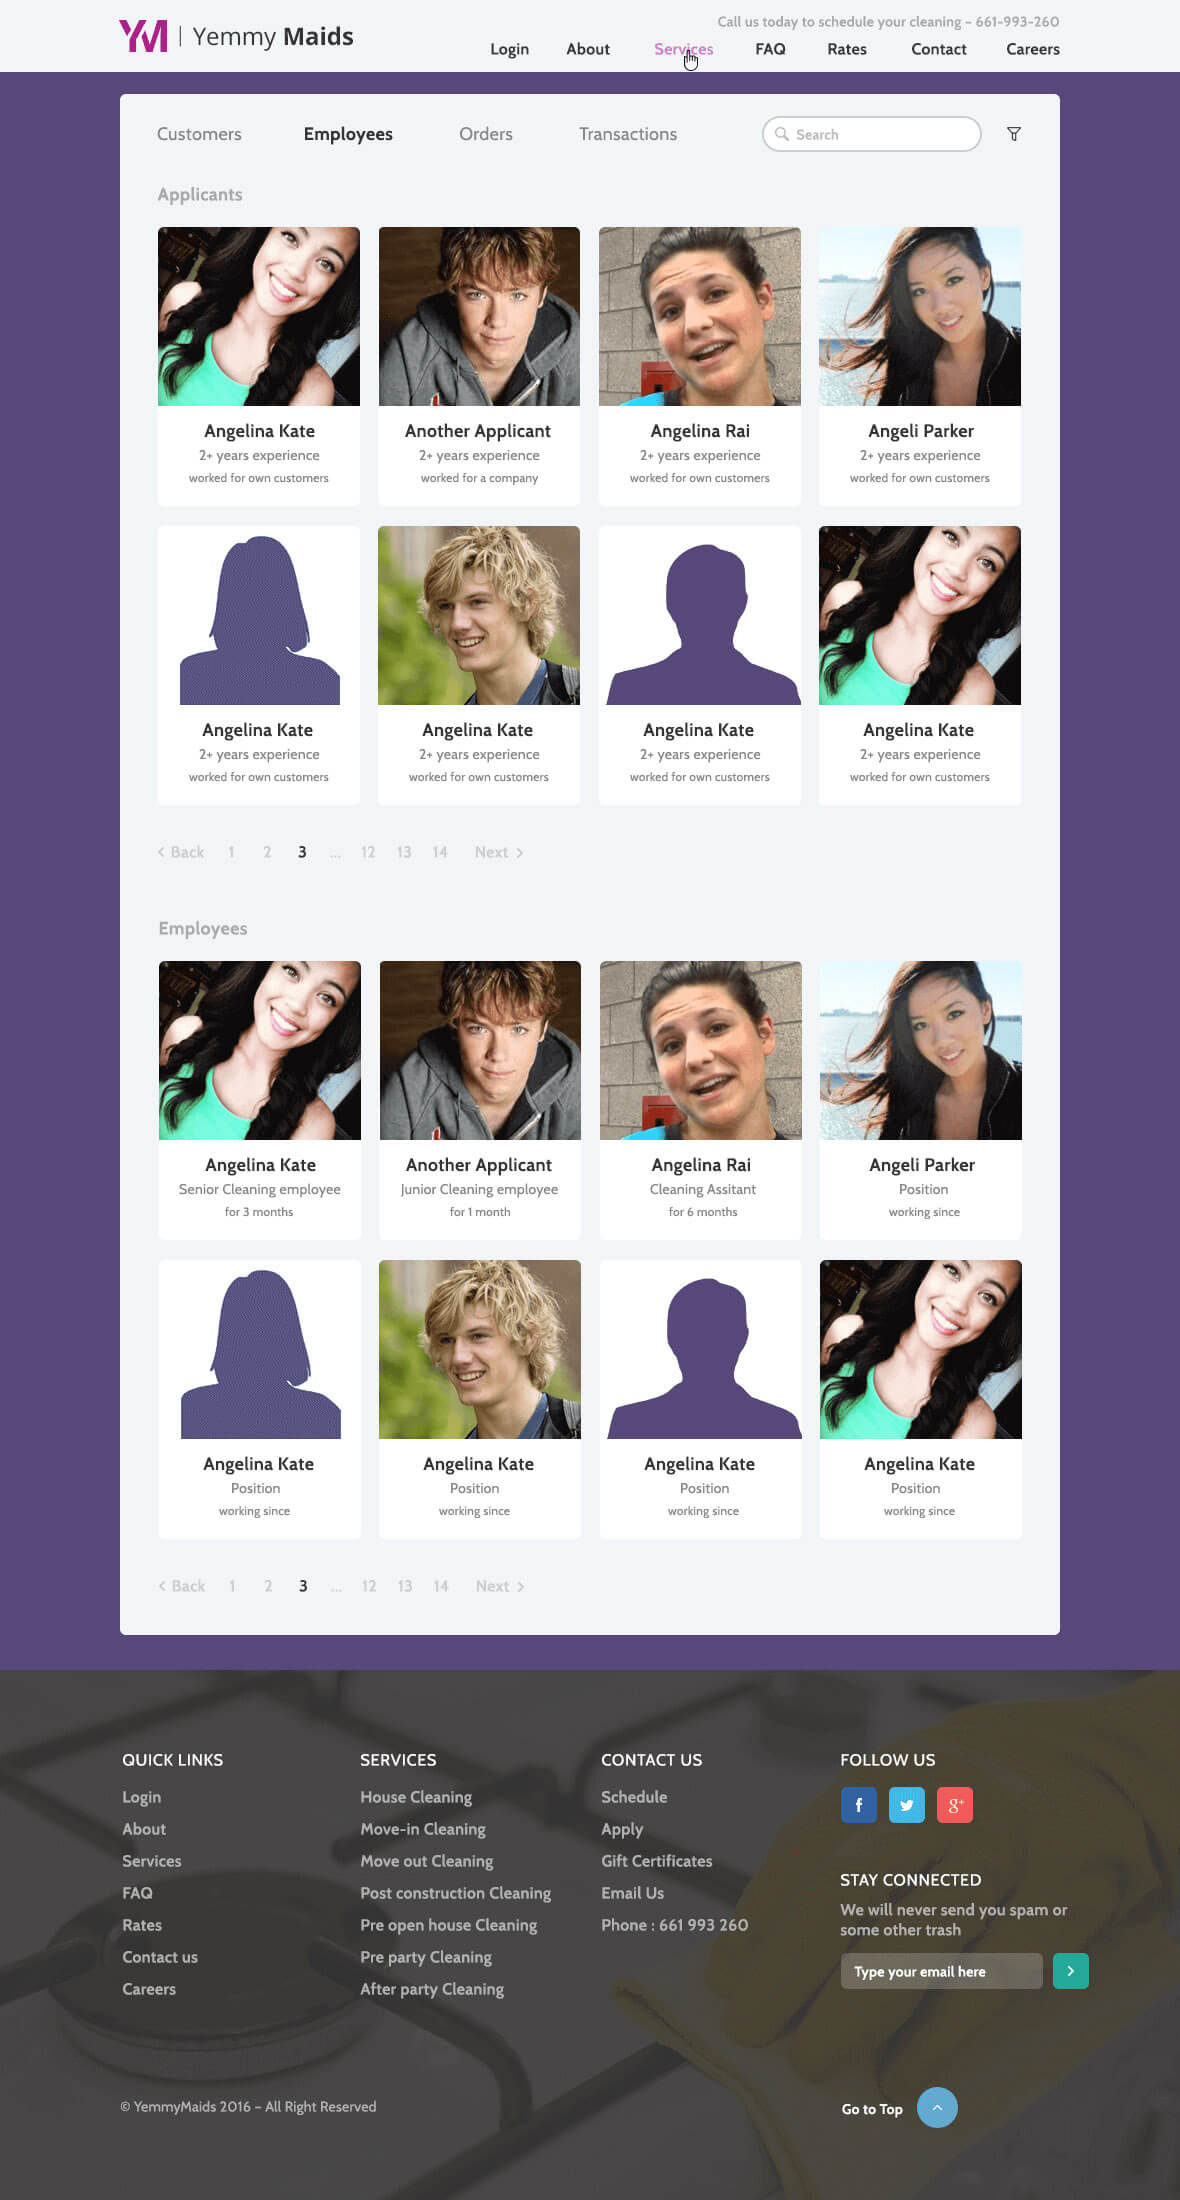 YM | Yemmy Maids
Call us today to schedule your cleaning - 661-993-260
Login About Services FAQ Rates Contact Careers
Customers Employees Orders Transactions Search
Applicants
Angelina Kate Another Applicant Angelina Rai Angeli Parker
2+ years experience 2+ years experience 2+ years experience 2+ years experience
worked for own customers worked for a company worked for own customers worked for own customers
Angelina Kate Angelina Kate Angelina Kate Angelina Kate
2+ years experience 2+ years experience 2+ years experience 2+ years experience
worked for own customers worked for own customers worked for own customers worked for own customers
< Back 1 2 3 ... 12 13 14 Next >
Employees
Angelina Kate Another Applicant Angelina Rai Angeli Parker
Senior Cleaning employee Junior Cleaning employee Cleaning Assitant Position
for 3 months for 1 month for 6 months working since
Angelina Kate Angelina Kate Angelina Kate Angelina Kate
Position Position Position Position
working since working since working since working since
< Back 1 2 3 ... 12 13 14 Next >
QUICK LINKS
Login
About
Services
FAQ
Rates
Contact us
Careers
SERVICES
House Cleaning
Move-in Cleaning
Move out Cleaning
Post construction Cleaning
Pre open house Cleaning
Pre party Cleaning
After party Cleaning
CONTACT US
Schedule
Apply
Gift Certificates
Email Us
Phone : 661 993 260
FOLLOW US
f g+
STAY CONNECTED
We will never send you spam or
some other trash
Type your email here >
© YemmyMaids 2016 - All Right Reserved
Go to Top